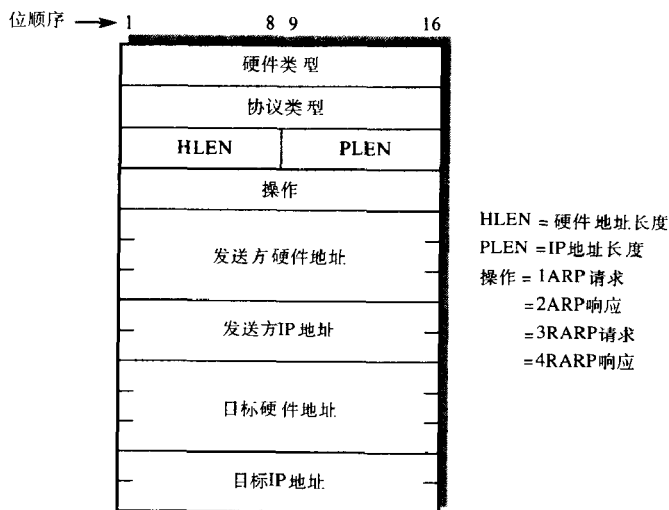 位顺序 1 8 9 16
硬件类型
协议类型
HLEN PLEN
操作
发送方硬件地址
发送方IP地址
目标硬件地址
目标IP地址
HLEN =硬件地址长度
PLEN =IP地址长度
操作 = 1ARP请求
=2ARP响应
=3RARP请求
=4RARP响应